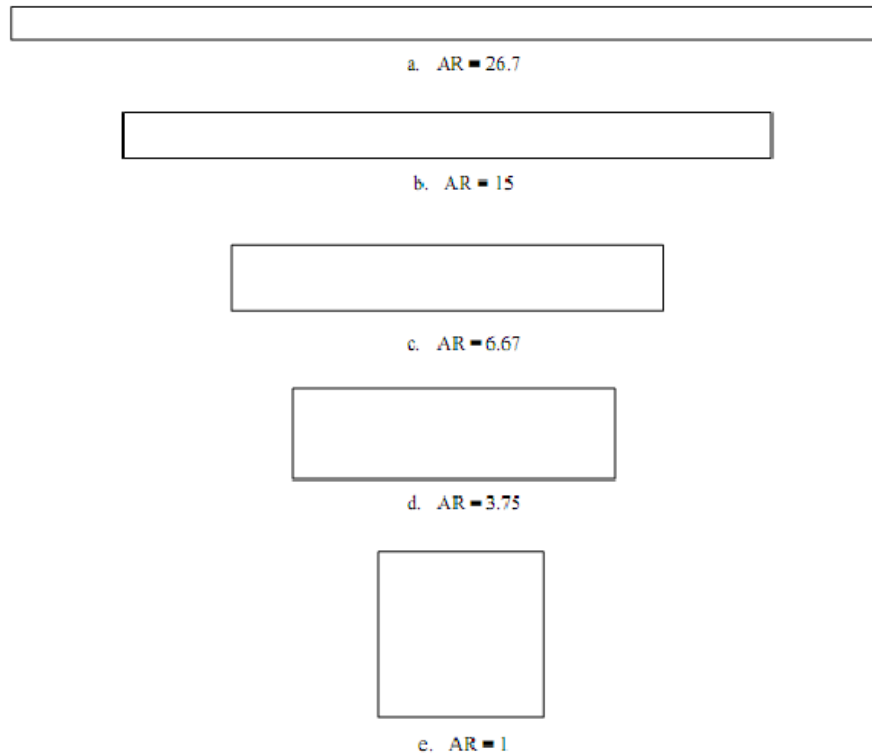 a. AR = 26.7
b. AR = 15
c. AR = 6.67
d. AR = 3.75
e. AR = 1